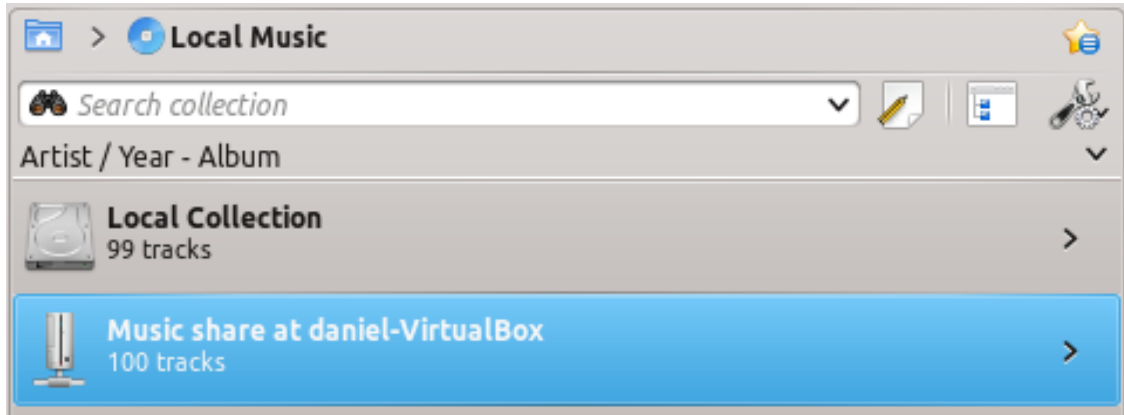 Local Music
Search collection
Artist / Year - Album
Local Collection
99 tracks
Music share at daniel-VirtualBox
100 tracks